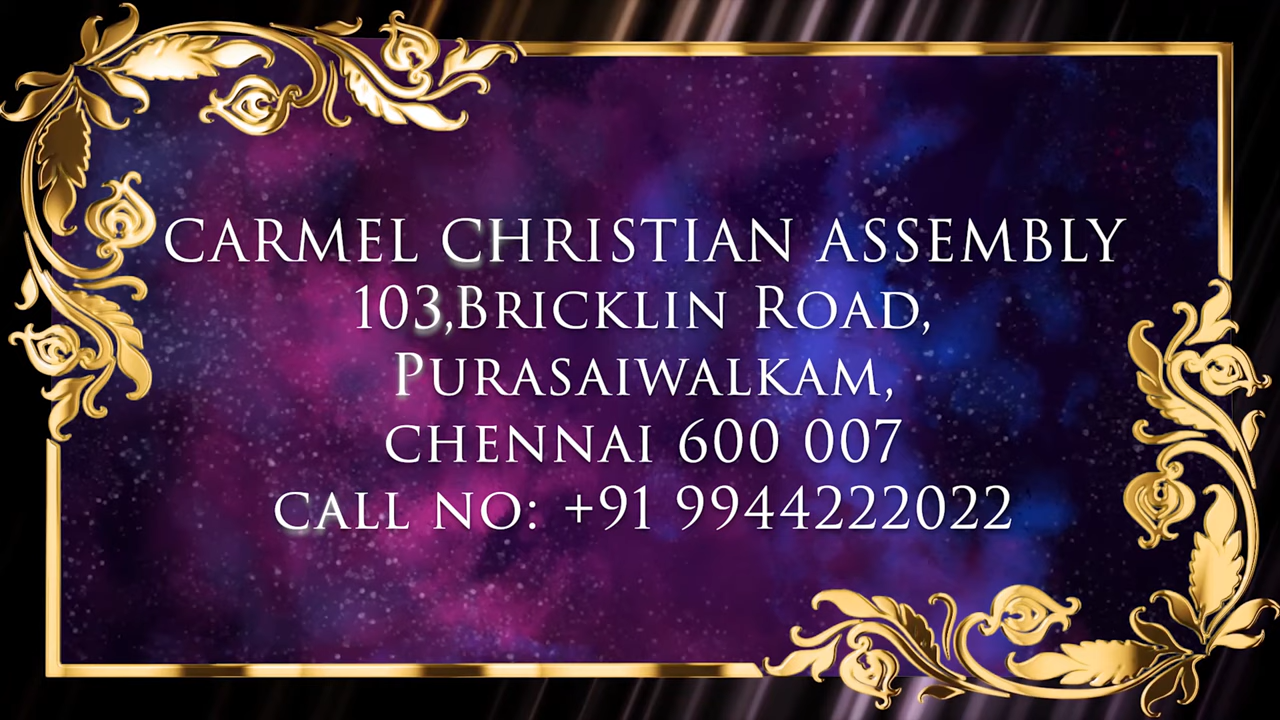 CARMEL CHRISTIAN ASSEMBLY
103,Bricklin Road,
Purasaiwalkam,
chennai 600 007
call no: +91 9944222022